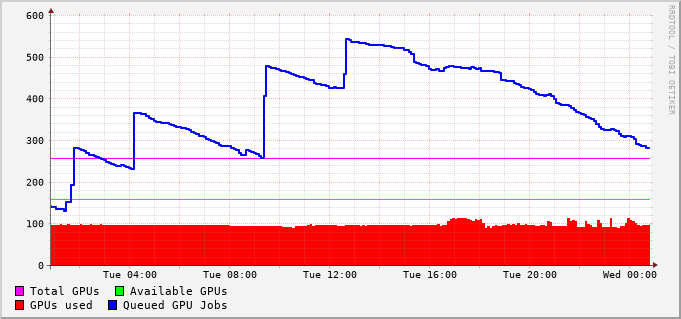 RRDTOOL / TOBI OETIKER
600
500
400
300
200
100
0
Tue 04:00 Tue 08:00 Tue 12:00 Tue 16:00 Tue 20:00 Wed 00:00
Total GPUs Available GPUs
GPUs used Queued GPU Jobs